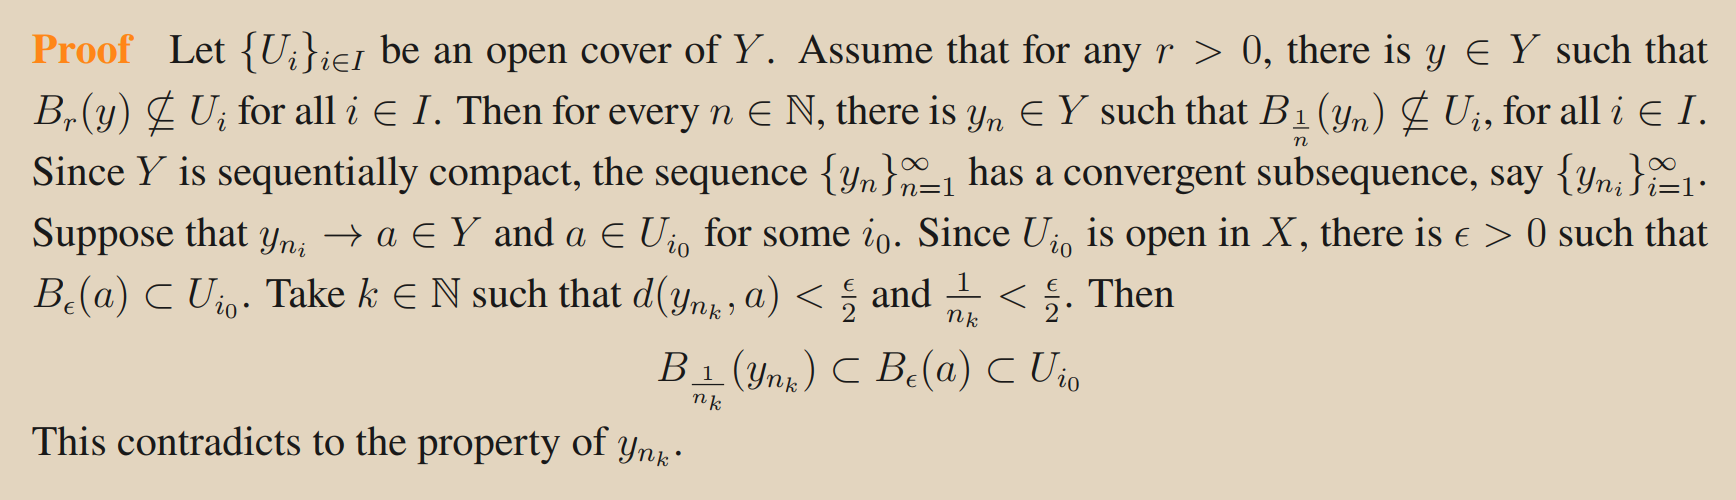 Proof Let $\{U_i\}_{i \in I}$ be an open cover of $Y$. Assume that for any $r > 0$, there is $y \in Y$ such that
$B_r(y) \not\subseteq U_i$ for all $i \in I$. Then for every $n \in \mathbb{N}$, there is $y_n \in Y$ such that $B_{\frac{1}{n}}(y_n) \not\subseteq U_i$, for all $i \in I$.
Since $Y$ is sequentially compact, the sequence $\{y_n\}_{n=1}^{\infty}$ has a convergent subsequence, say $\{y_{n_i}\}_{i=1}^{\infty}$.
Suppose that $y_{n_i} \to a \in Y$ and $a \in U_{i_0}$ for some $i_0$. Since $U_{i_0}$ is open in $X$, there is $\epsilon > 0$ such that
$B_\epsilon(a) \subset U_{i_0}$. Take $k \in \mathbb{N}$ such that $d(y_{n_k}, a) < \frac{\epsilon}{2}$ and $\frac{1}{n_k} < \frac{\epsilon}{2}$. Then
$B_{\frac{1}{n_k}}(y_{n_k}) \subset B_\epsilon(a) \subset U_{i_0}$
This contradicts to the property of $y_{n_k}$.